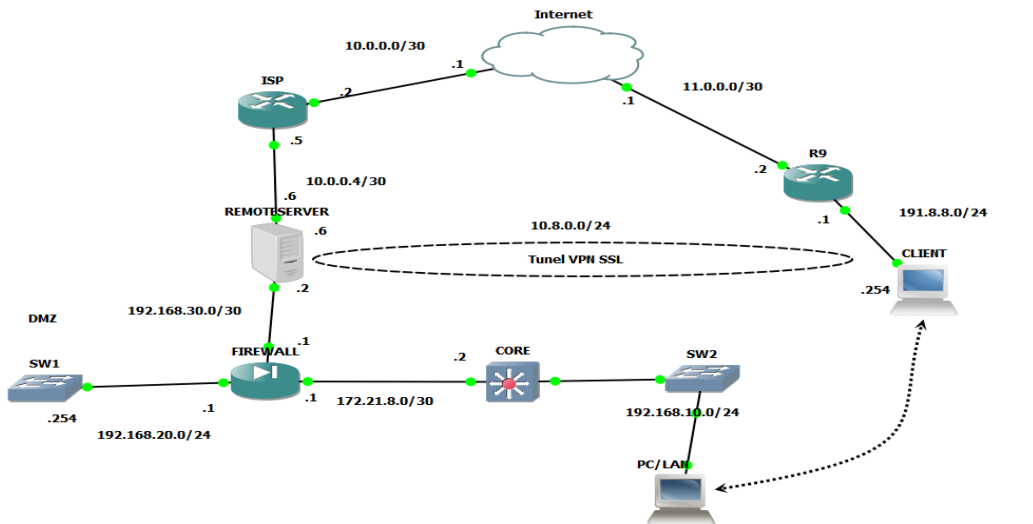 Internet
10.0.0.0/30
.1
ISP
.2
11.0.0.0/30
.1
.5
R9
.2
10.0.0.4/30
.6
REMOTESERVER
.6
10.8.0.0/24
.1
191.8.8.0/24
Tunel VPN SSL
CLIENT
.2
.254
192.168.30.0/30
DMZ
.1
FIREWALL
CORE
.2
SW2
SW1
.1
.1
172.21.8.0/30
.254
192.168.10.0/24
192.168.20.0/24
PC/LAN